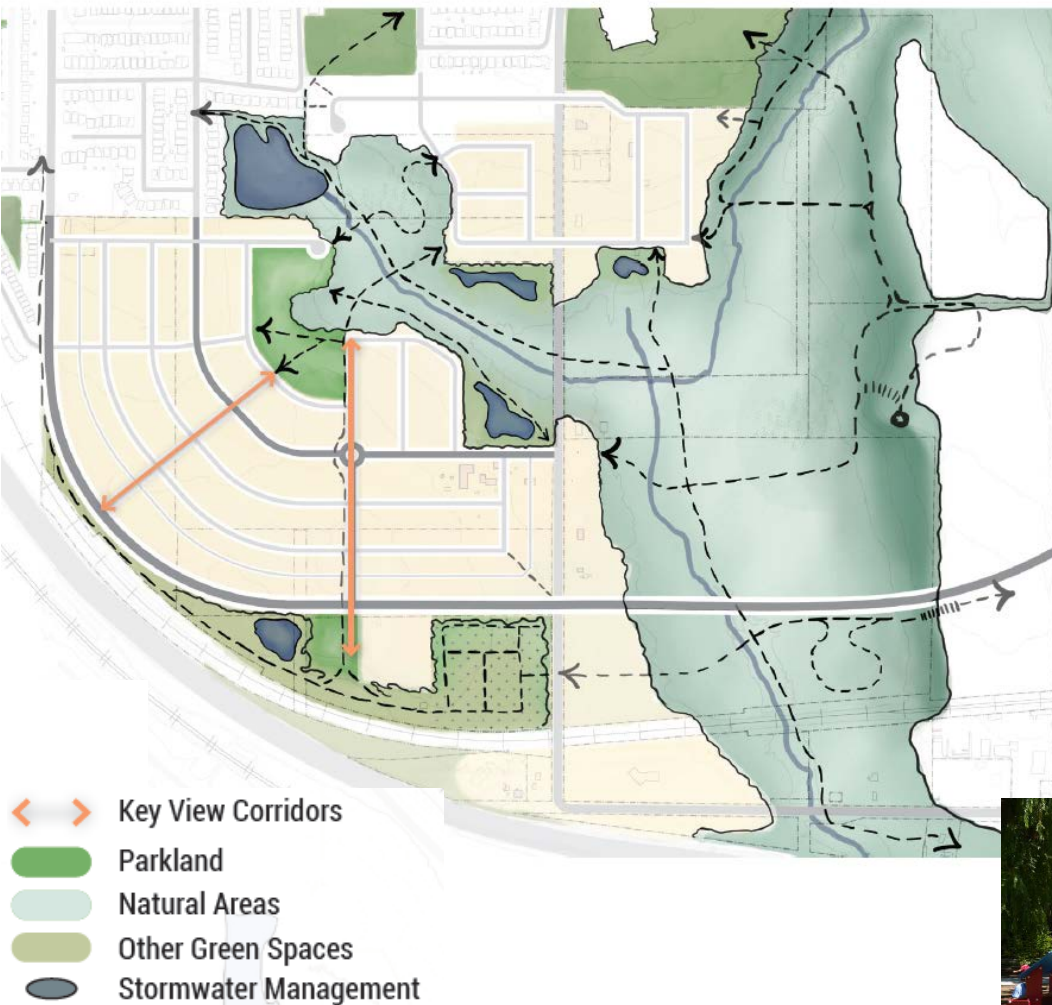 Key View Corridors
Parkland
Natural Areas
Other Green Spaces
Stormwater Management